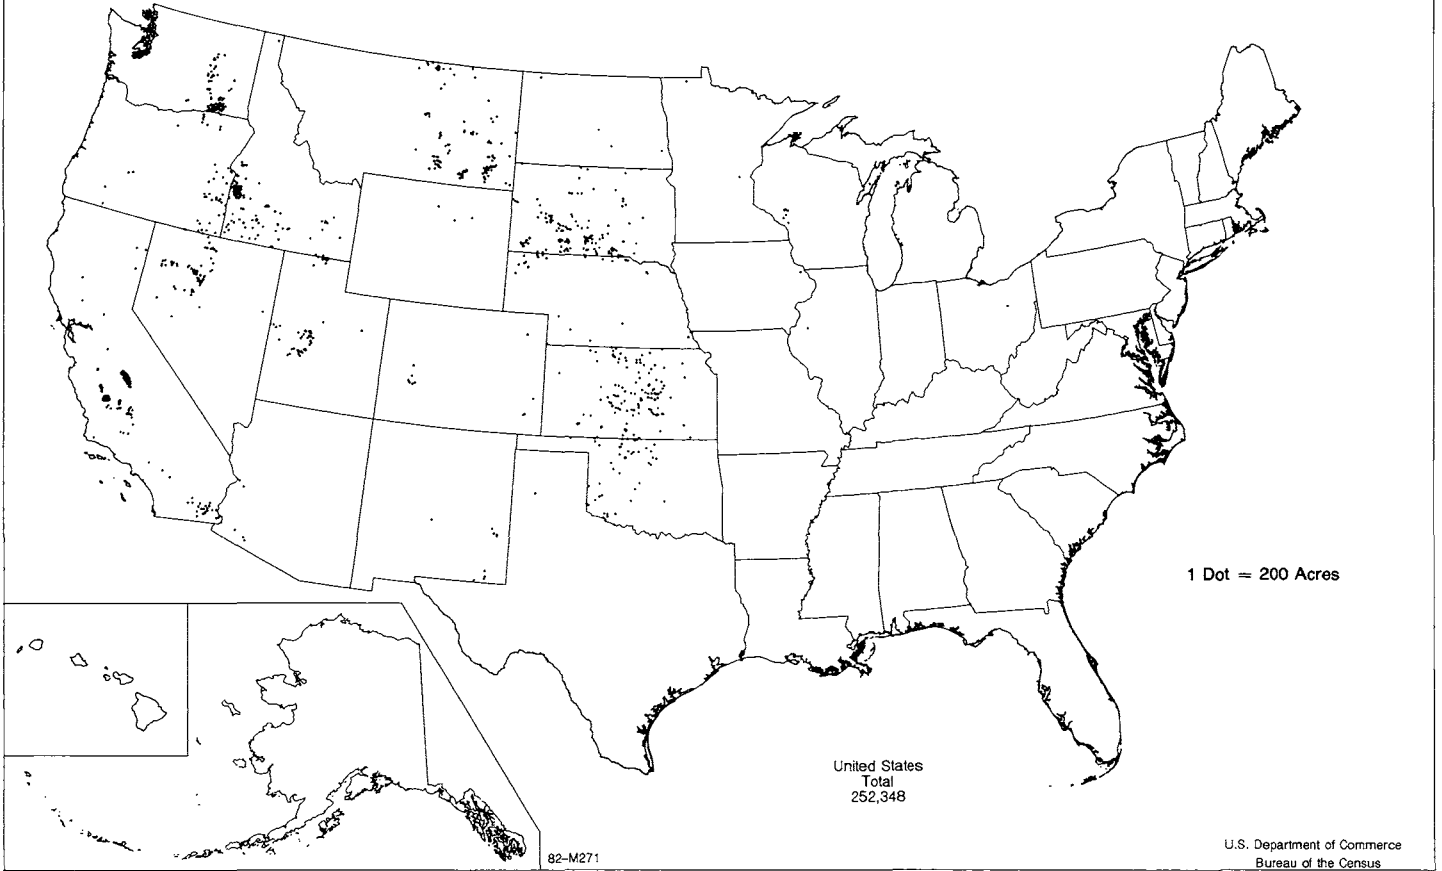 1 Dot = 200 Acres
United States
Total
252,348
82-M271
U.S. Department of Commerce
Bureau of the Census